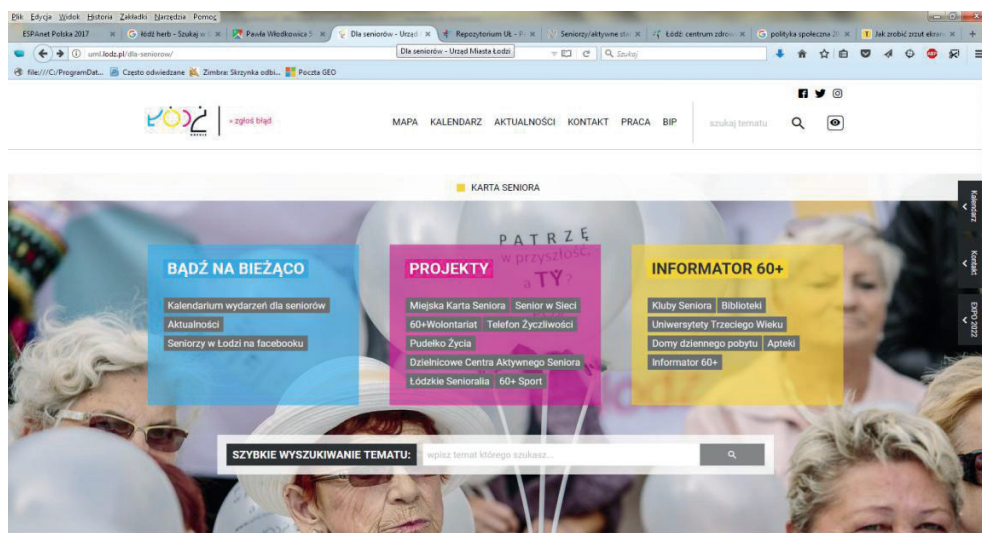 Plik Edycja Widok Historia Zakładki Narzędzia Pomoc
ESPAnet Polska 2017 łódź herb - Szukaj w Pawła Włodkowica 5 Dla seniorów - Urząd Repozytorium UŁ - Seniorzy/aktywne Łódź: centrum zdrow polityka społeczna Jak zrobić zrzut ekran
uml.lodz.pl/dla-seniorow/
Dla seniorów - Urząd Miasta Łodzi
Szukaj
file:///C:/ProgramDat... Często odwiedzane Zimbra: Skrzynka odbi... Poczta GEO
ŁÓDŹ
» zgłoś błąd
MAPA KALENDARZ AKTUALNOŚCI KONTAKT PRACA BIP
szukaj tematu
KARTA SENIORA
Kalendarz
Kontakt
EXPO 2022
PATRZĘ
w przyszłość,
a TY?
BĄDŹ NA BIEŻĄCO
Kalendarium wydarzeń dla seniorów
Aktualności
Seniorzy w Łodzi na facebooku
PROJEKTY
Miejska Karta Seniora Senior w Sieci
60+Wolontariat Telefon Życzliwości
Pudełko Życia
Dzielnicowe Centra Aktywnego Seniora
Łódzkie Senioralia 60+ Sport
INFORMATOR 60+
Kluby Seniora Biblioteki
Uniwersytety Trzeciego Wieku
Domy dziennego pobytu Apteki
Informator 60+
SZYBKIE WYSZUKIWANIE TEMATU:
wpisz temat którego szukasz...